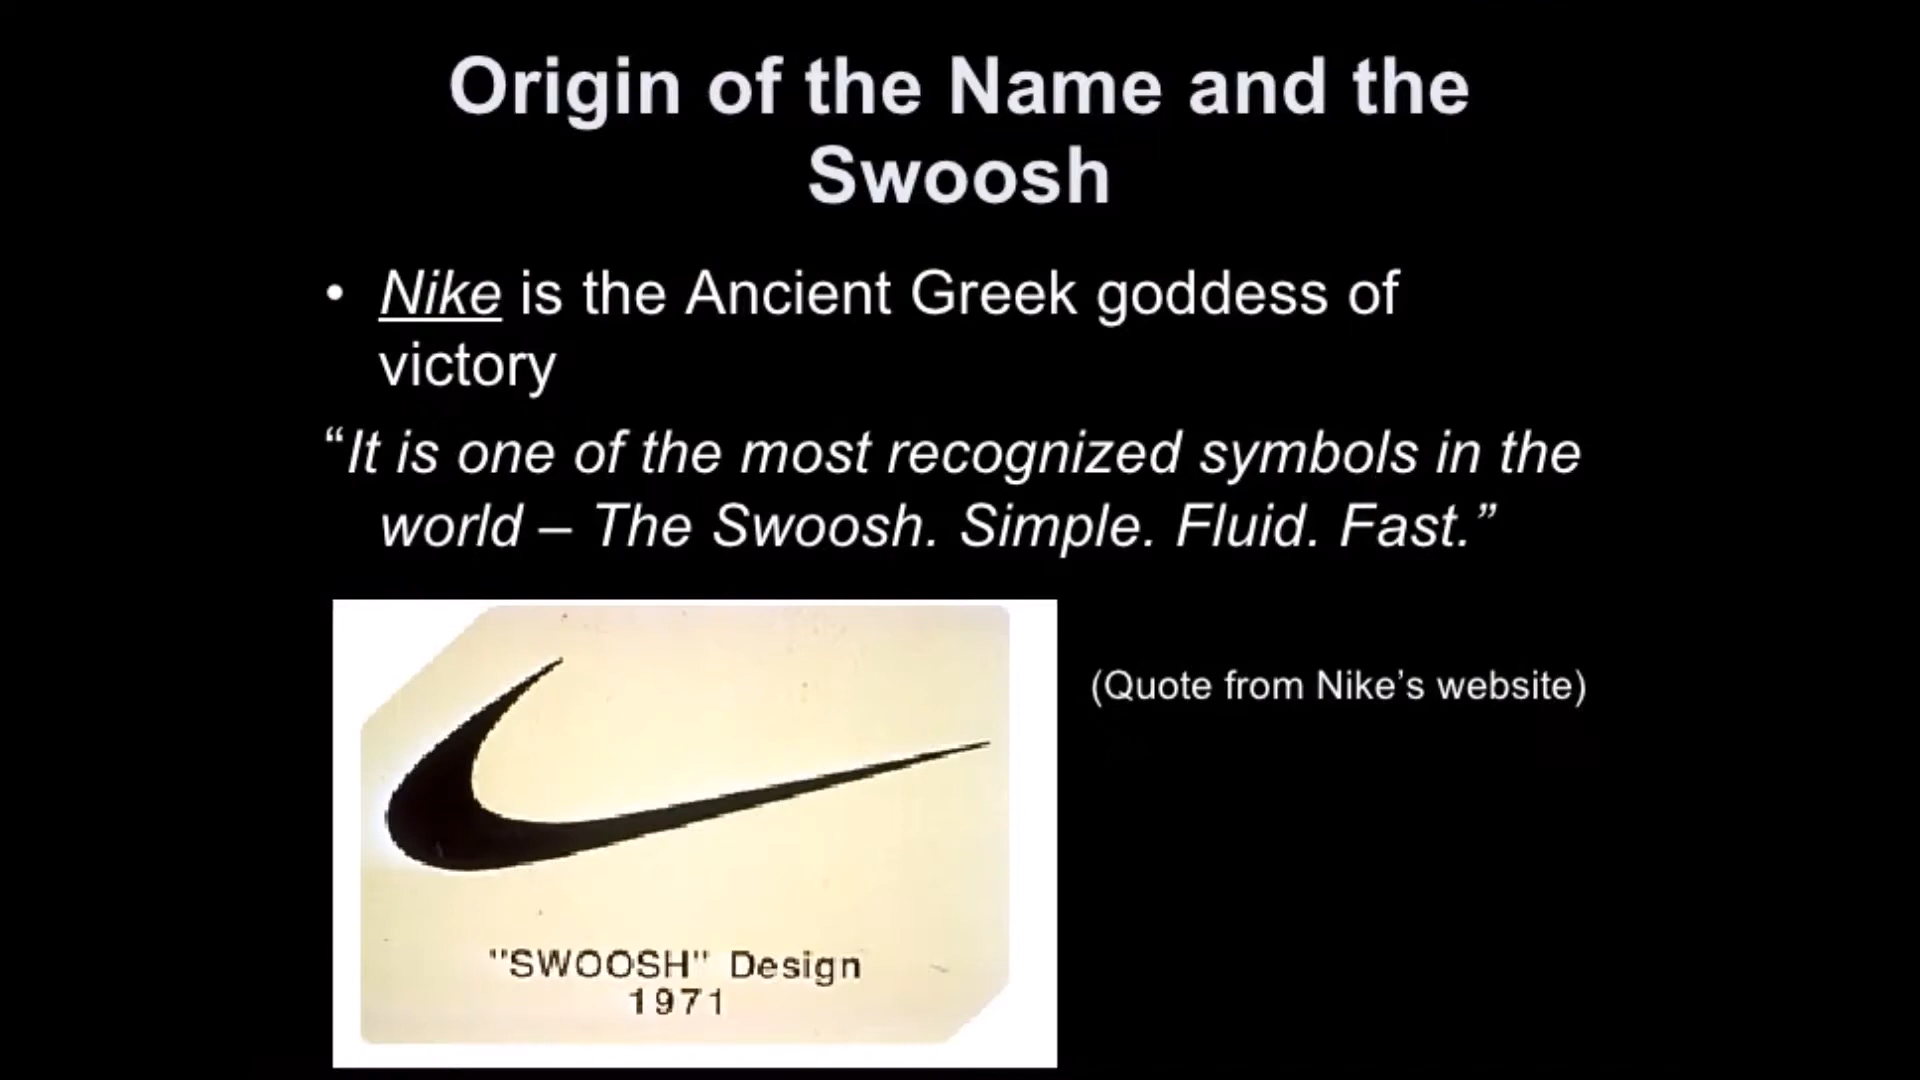 Origin of the Name and the
Swoosh
• Nike is the Ancient Greek goddess of
victory
“It is one of the most recognized symbols in the
world – The Swoosh. Simple. Fluid. Fast.”
(Quote from Nike’s website)
"SWOOSH" Design
1971